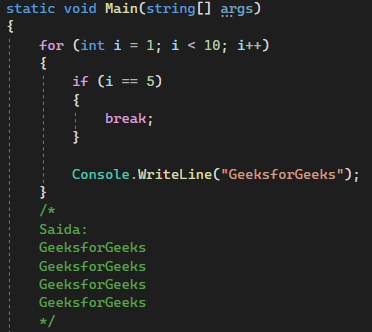 static void Main(string[] args)
{
for (int i = 1; i < 10; i++)
{
if (i == 5)
{
break;
}
Console.WriteLine("GeeksforGeeks");
}
/*
Saida:
GeeksforGeeks
GeeksforGeeks
GeeksforGeeks
GeeksforGeeks
*/